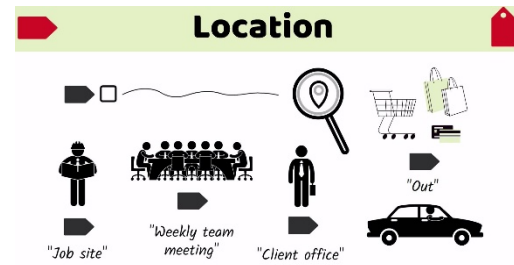 Location
"Out"
"Job site"
"Weekly team
meeting"
"Client office"